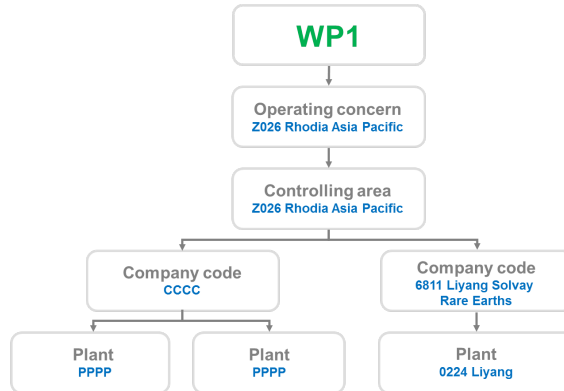 WP1
Operating concern
Z026 Rhodia Asia Pacific
Controlling area
Z026 Rhodia Asia Pacific
Company code
CCCC
Company code
6811 Liyang Solvay
Rare Earths
Plant
PPPP
Plant
PPPP
Plant
0224 Liyang